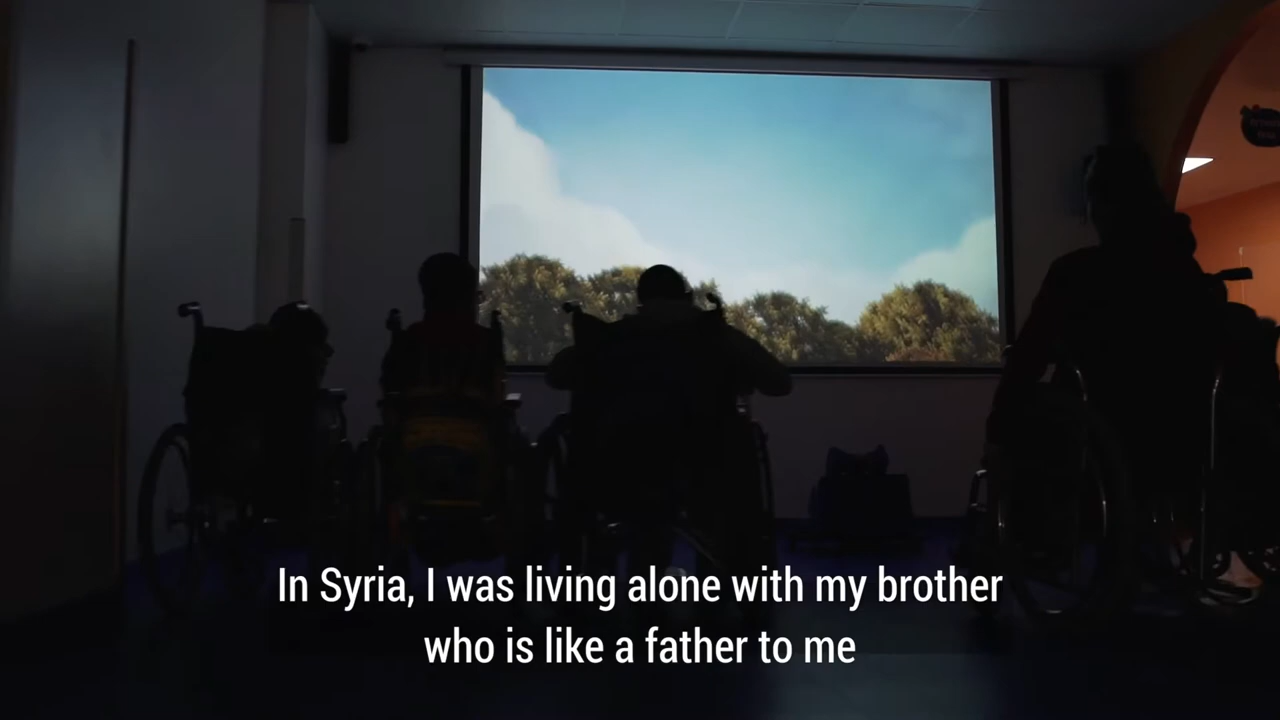 In Syria, I was living alone with my brother
who is like a father to me